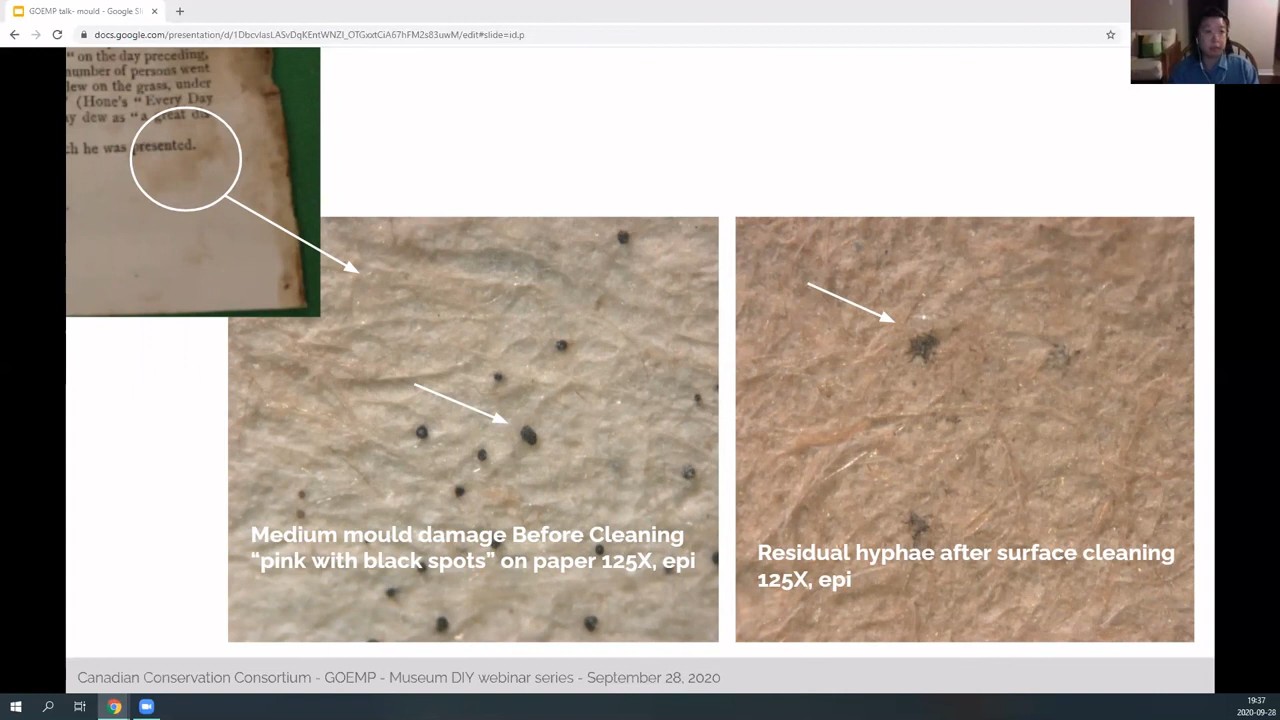 GOEMP talk- mould - Google Sli
docs.google.com/presentation/d/1DbcvlasLASvDqKEntWNZI_OTGxxtCiA67hFM2s83uwM/edit#slide=id.p
" on the day preceding,
number of persons went
lew on the grass, under
" (Hone's " Every Day
y dew as " a great dis
ch he was presented.
Medium mould damage Before Cleaning
“pink with black spots” on paper 125X, epi
Residual hyphae after surface cleaning
125X, epi
Canadian Conservation Consortium - GOEMP - Museum DIY webinar series - September 28, 2020
19:37
2020-09-28